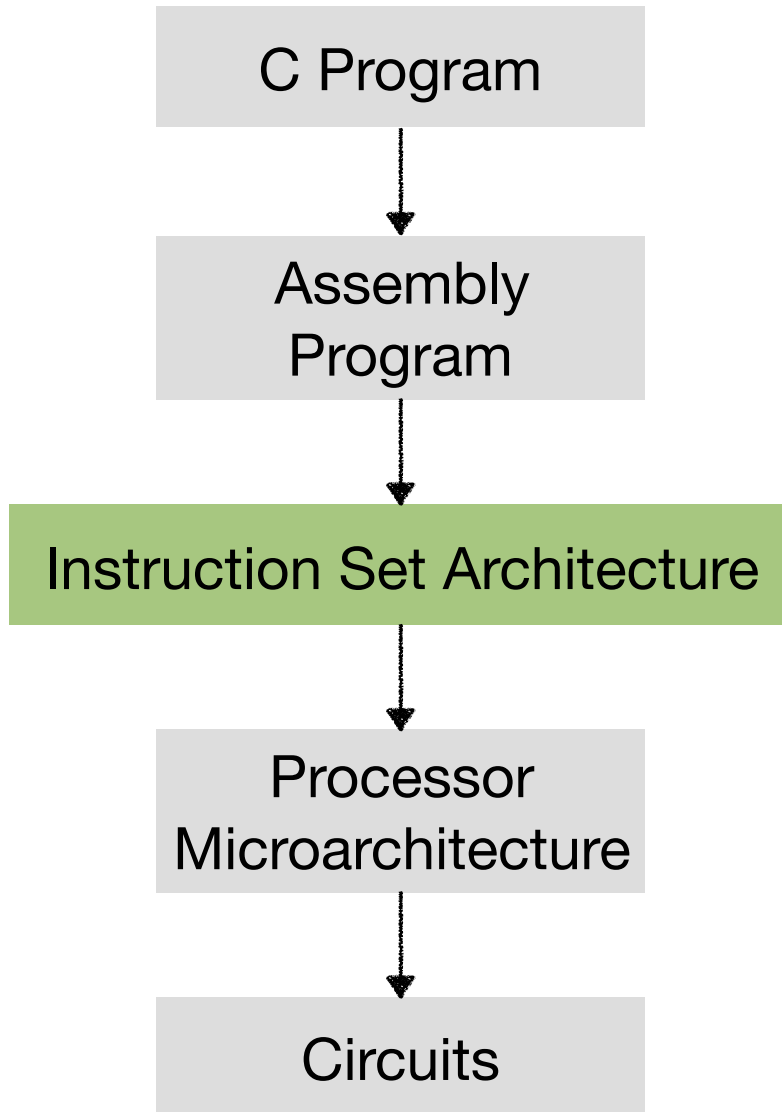 C Program
Assembly
Program
Instruction Set Architecture
Processor
Microarchitecture
Circuits